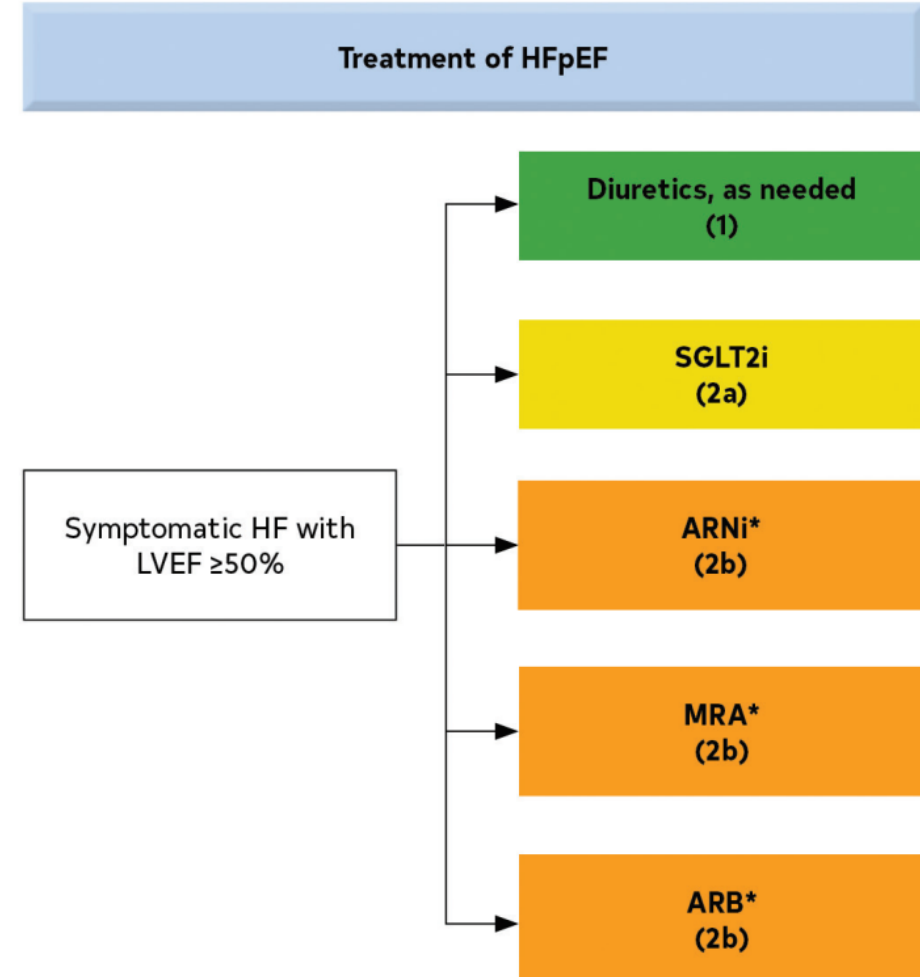 Treatment of HFpEF
Diuretics, as needed
(1)
SGLT2i
(2a)
Symptomatic HF with
LVEF ≥50%
ARNi*
(2b)
MRA*
(2b)
ARB*
(2b)